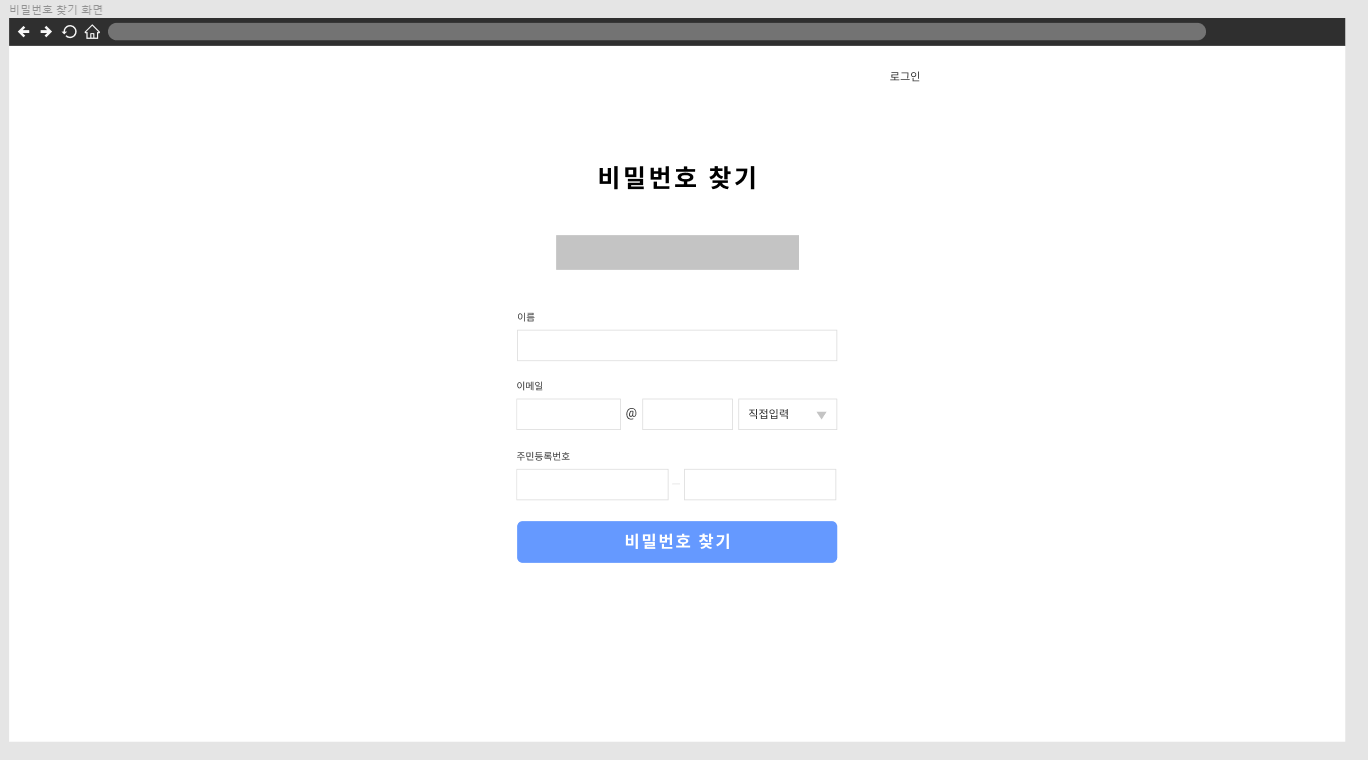 비밀번호 찾기 화면
로그인
비밀번호 찾기
이름
이메일
@ 직접입력
주민등록번호
비밀번호 찾기